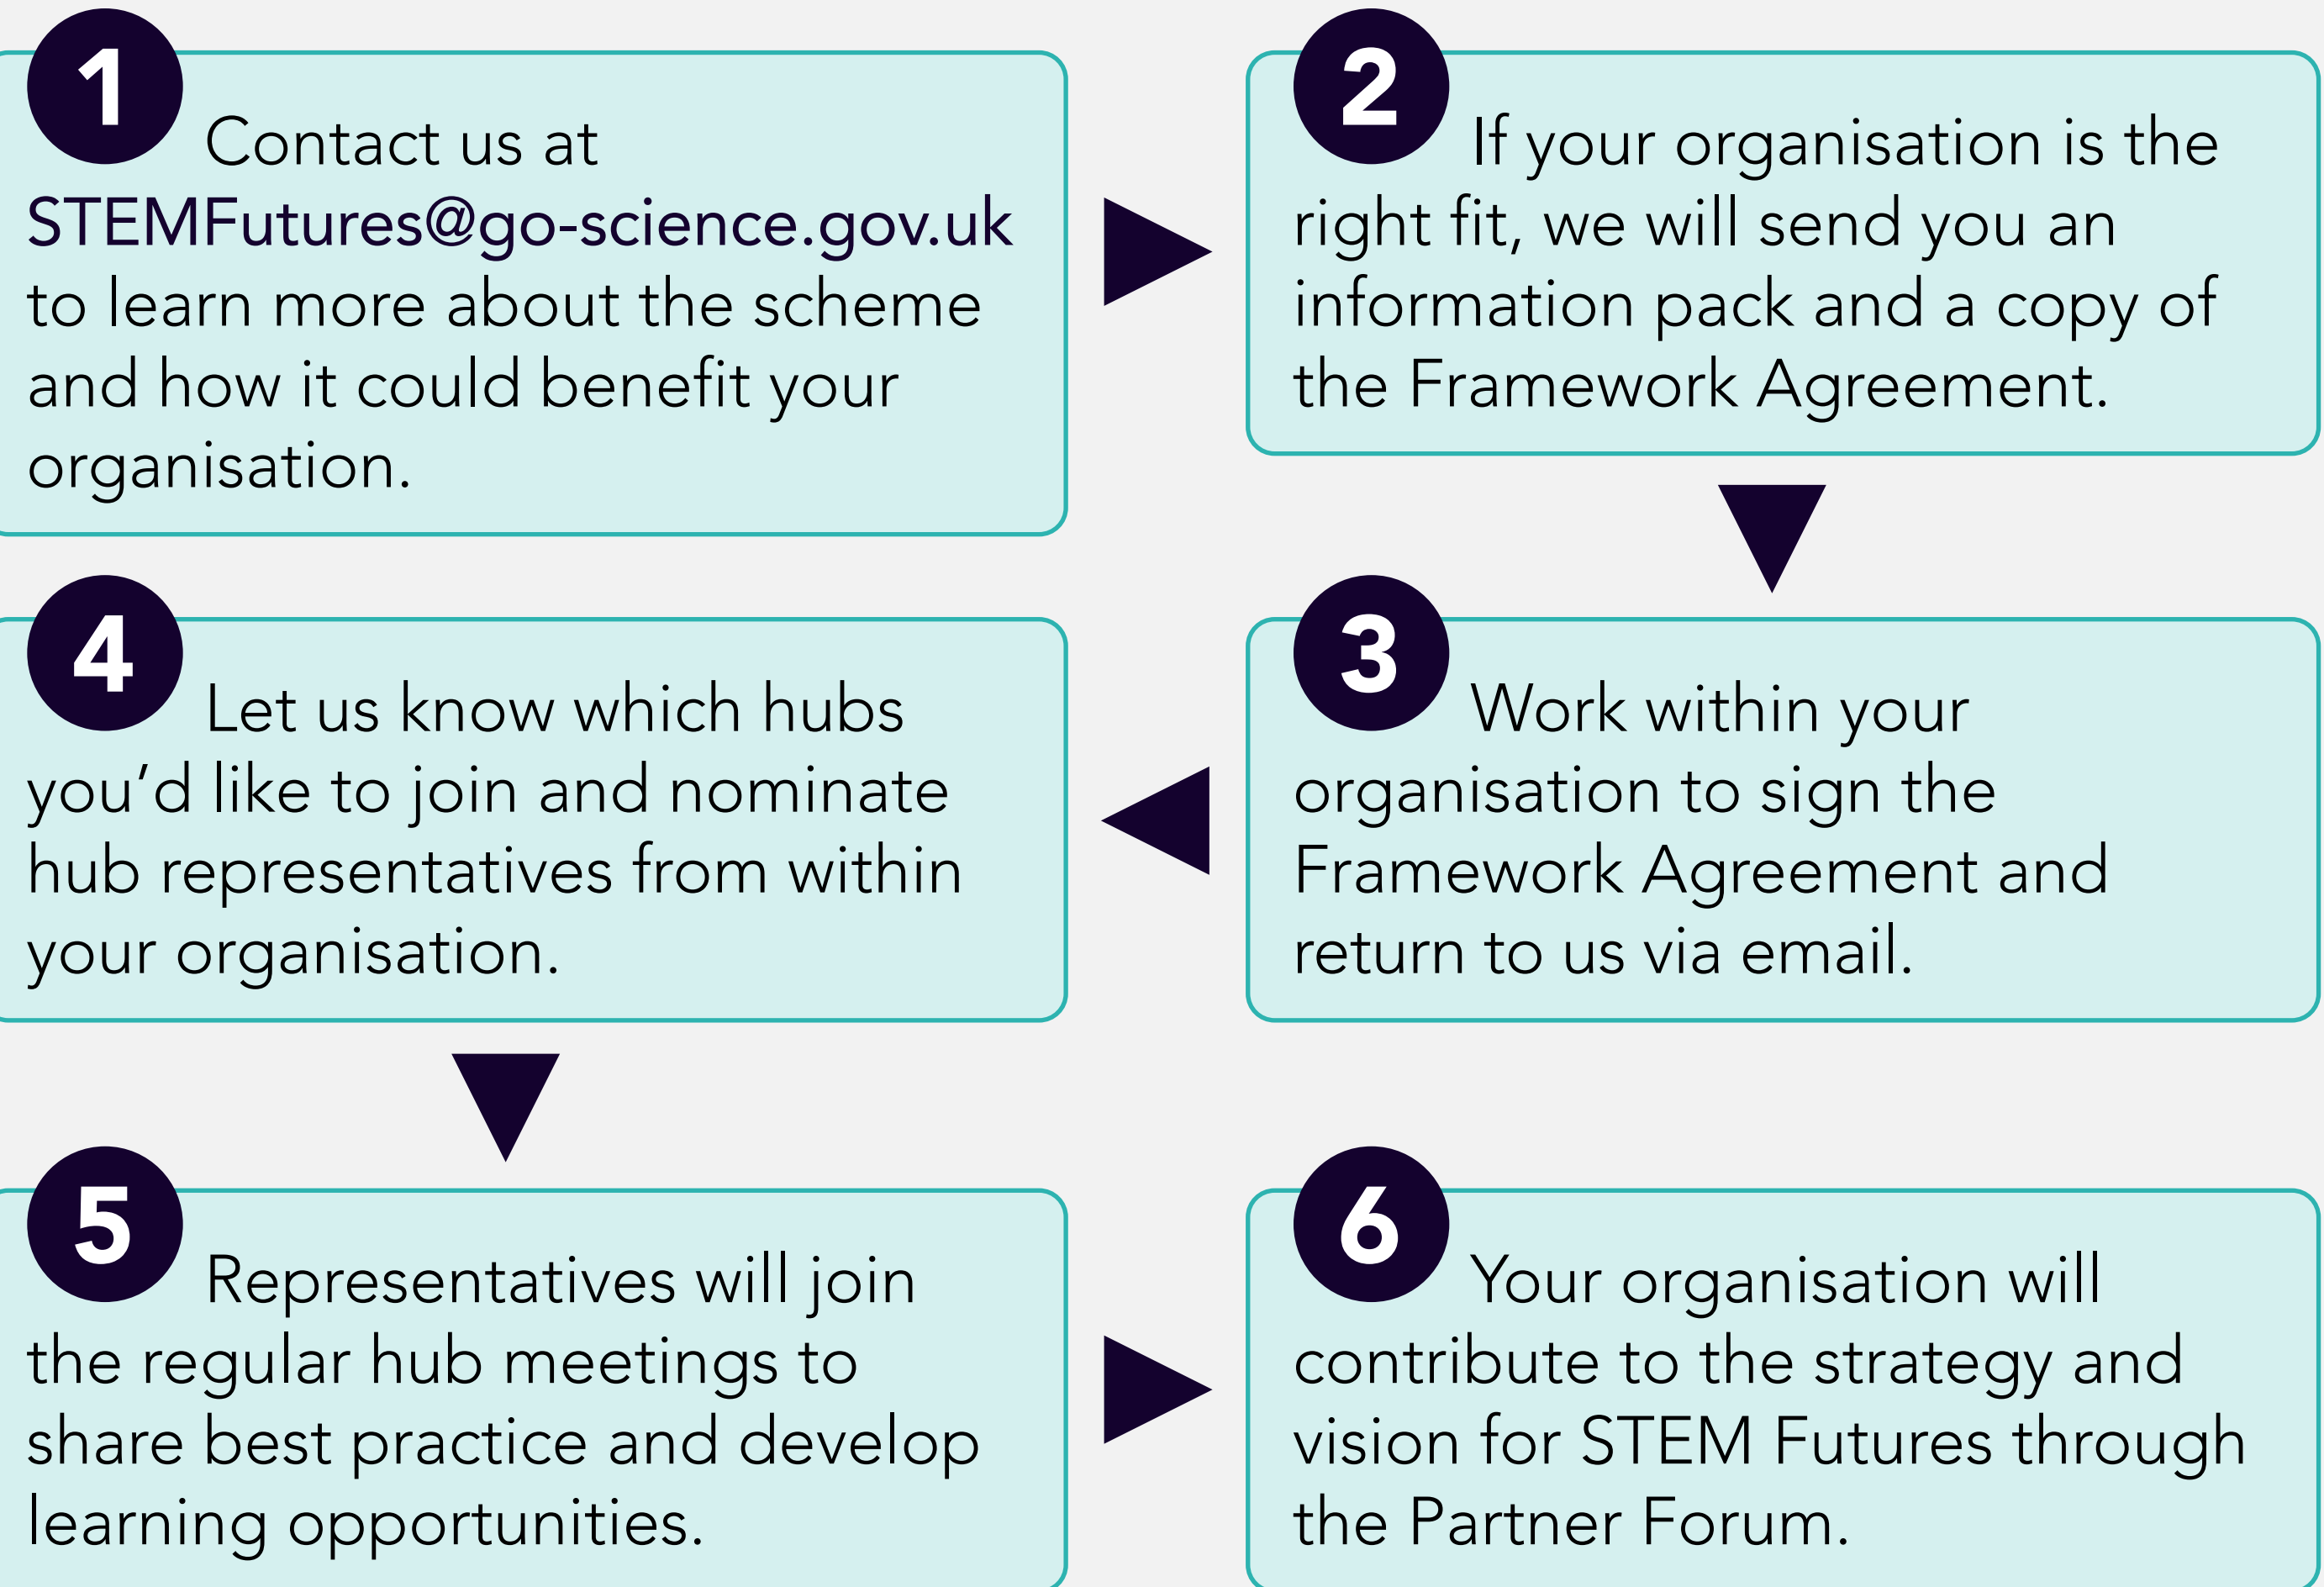 1
Contact us at
STEMFutures@go-science.gov.uk
to learn more about the scheme
and how it could benefit your
organisation.
2
If your organisation is the
right fit, we will send you an
information pack and a copy of
the Framework Agreement.
3
Work within your
organisation to sign the
Framework Agreement and
return to us via email.
4
Let us know which hubs
you’d like to join and nominate
hub representatives from within
your organisation.
5
Representatives will join
the regular hub meetings to
share best practice and develop
learning opportunities.
6
Your organisation will
contribute to the strategy and
vision for STEM Futures through
the Partner Forum.